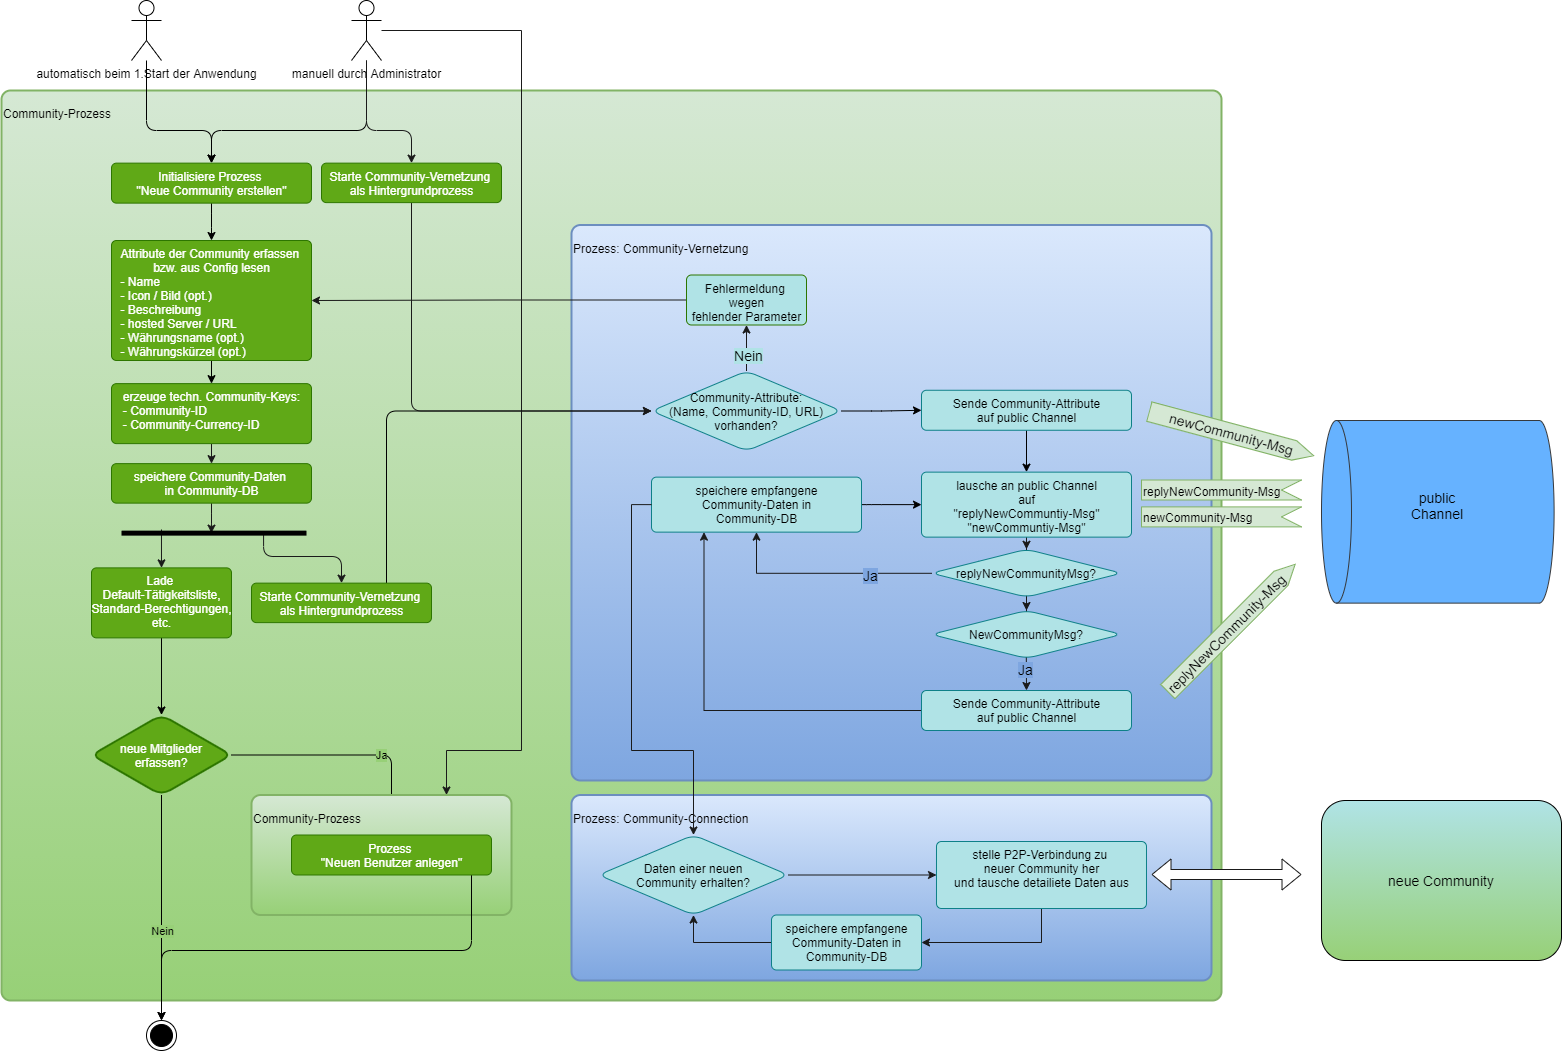 automatisch beim 1.Start der Anwendung
manuell durch Administrator
Community-Prozess
Initialisiere Prozess
"Neue Community erstellen"
Starte Community-Vernetzung
als Hintergrundprozess
Attribute der Community erfassen
bzw. aus Config lesen
- Name
- Icon / Bild (opt.)
- Beschreibung
- hosted Server / URL
- Währungsname (opt.)
- Währungskürzel (opt.)
erzeuge techn. Community-Keys:
- Community-ID
- Community-Currency-ID
speichere Community-Daten
in Community-DB
Lade
Default-Tätigkeitsliste,
Standard-Berechtigungen,
etc.
Starte Community-Vernetzung
als Hintergrundprozess
neue Mitglieder
erfassen?
Ja
Community-Prozess
Prozess
"Neuen Benutzer anlegen"
Nein
Prozess: Community-Vernetzung
Fehlermeldung
wegen
fehlender Parameter
Nein
Community-Attribute:
(Name, Community-ID, URL)
vorhanden?
Sende Community-Attribute
auf public Channel
speichere empfangene
Community-Daten in
Community-DB
lausche an public Channel
auf
"replyNewCommuntiy-Msg"
"newCommuntiy-Msg"
replyNewCommunityMsg?
Ja
NewCommunityMsg?
Ja
Sende Community-Attribute
auf public Channel
newCommunity-Msg
replyNewCommunity-Msg
newCommunity-Msg
replyNewCommunity-Msg
public
Channel
Prozess: Community-Connection
Daten einer neuen
Community erhalten?
stelle P2P-Verbindung zu
neuer Community her
und tausche detailiete Daten aus
speichere empfangene
Community-Daten in
Community-DB
neue Community